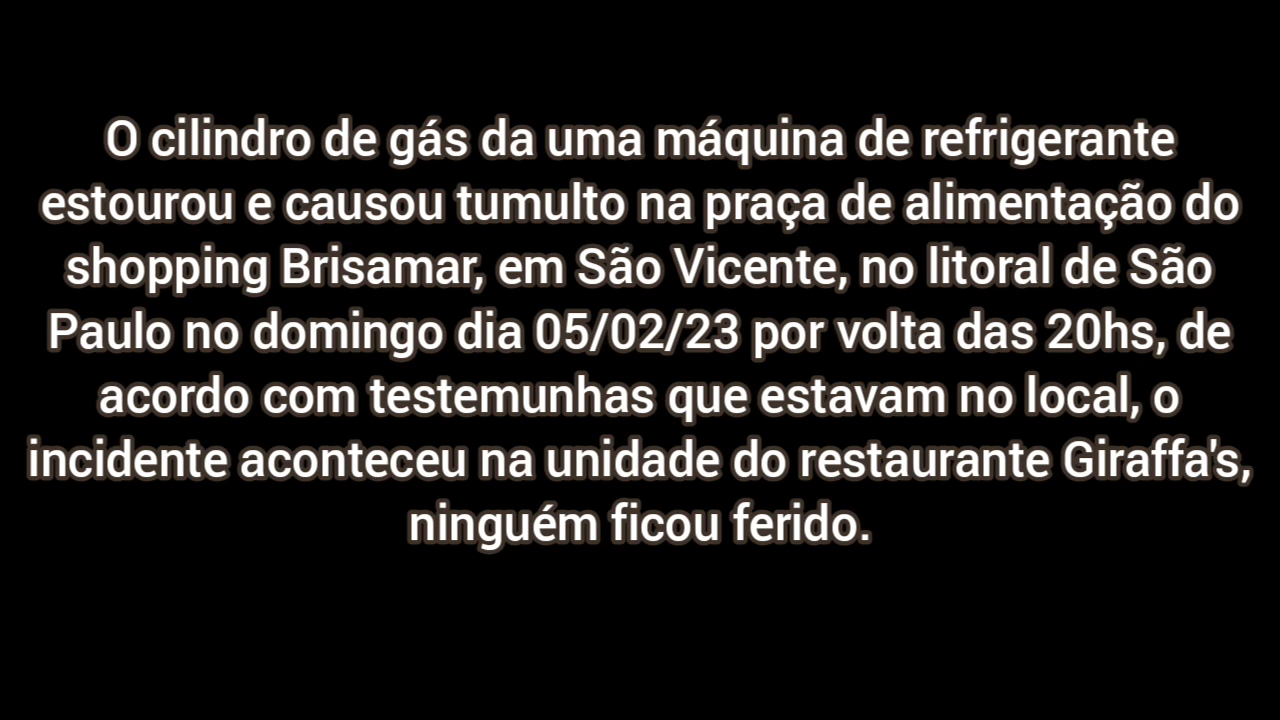 O cilindro de gás da uma máquina de refrigerante
estourou e causou tumulto na praça de alimentação do
shopping Brisamar, em São Vicente, no litoral de São
Paulo no domingo dia 05/02/23 por volta das 20hs, de
acordo com testemunhas que estavam no local, o
incidente aconteceu na unidade do restaurante Giraffa's,
ninguém ficou ferido.